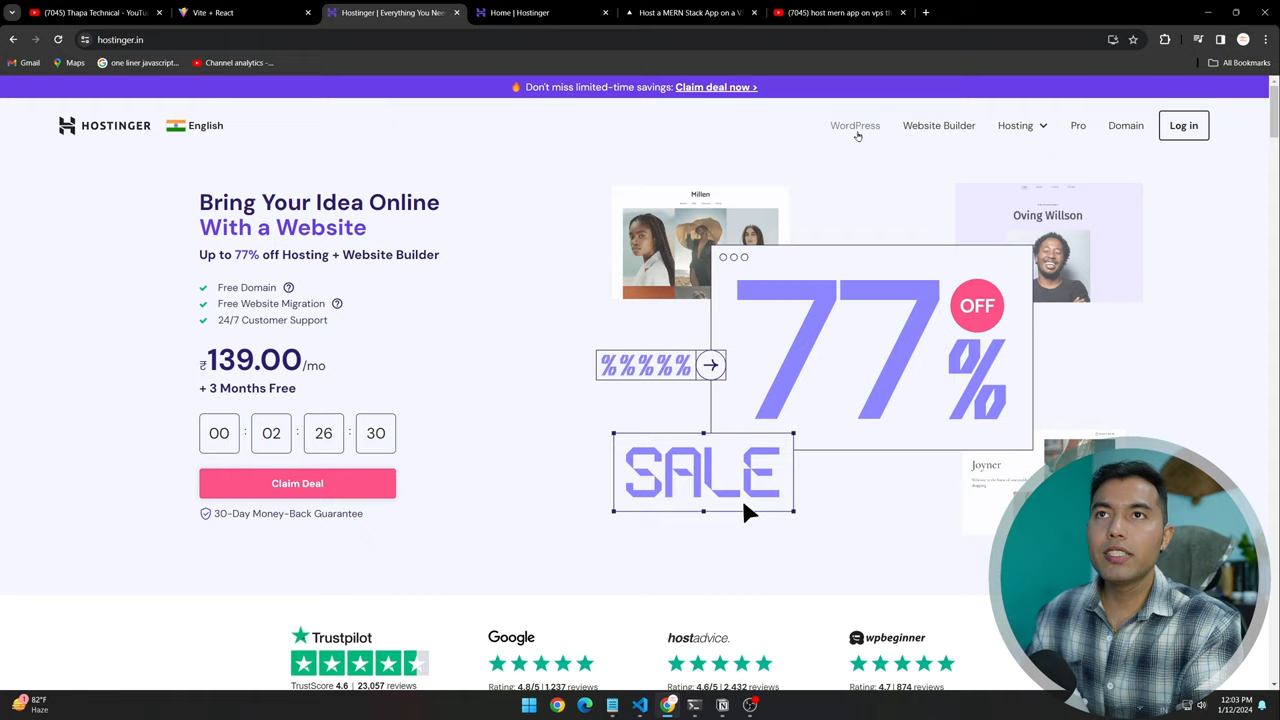 (7045) Thapa Technical - YouT
Vite + React
Hostinger | Everything You Nee
Home | Hostinger
Host a MERN Stack App on a V
(7045) host mern app on vps th
hostinger.in
Gmail
Maps
one liner javascript...
Channel analytics -...
All Bookmarks
🔥 Don't miss limited-time savings: Claim deal now >
HOSTINGER
English
WordPress
Website Builder
Hosting
Pro
Domain
Log in
Bring Your Idea Online
With a Website
Up to 77% off Hosting + Website Builder
Free Domain
Free Website Migration
24/7 Customer Support
₹139.00/mo
+ 3 Months Free
00 : 02 : 26 : 30
Claim Deal
30-Day Money-Back Guarantee
Millen
Oving Willson
77%
OFF
%%%%%
SALE
Joyner
Trustpilot
TrustScore 4.6 | 23,057 reviews
Google
Rating: 4.8/5 | 1,237 reviews
hostadvice.
Rating: 4.6/5 | 2,432 reviews
wpbeginner
Rating: 4.7 | 874 reviews
82°F
Haze
IN
12:03 PM
1/12/2024